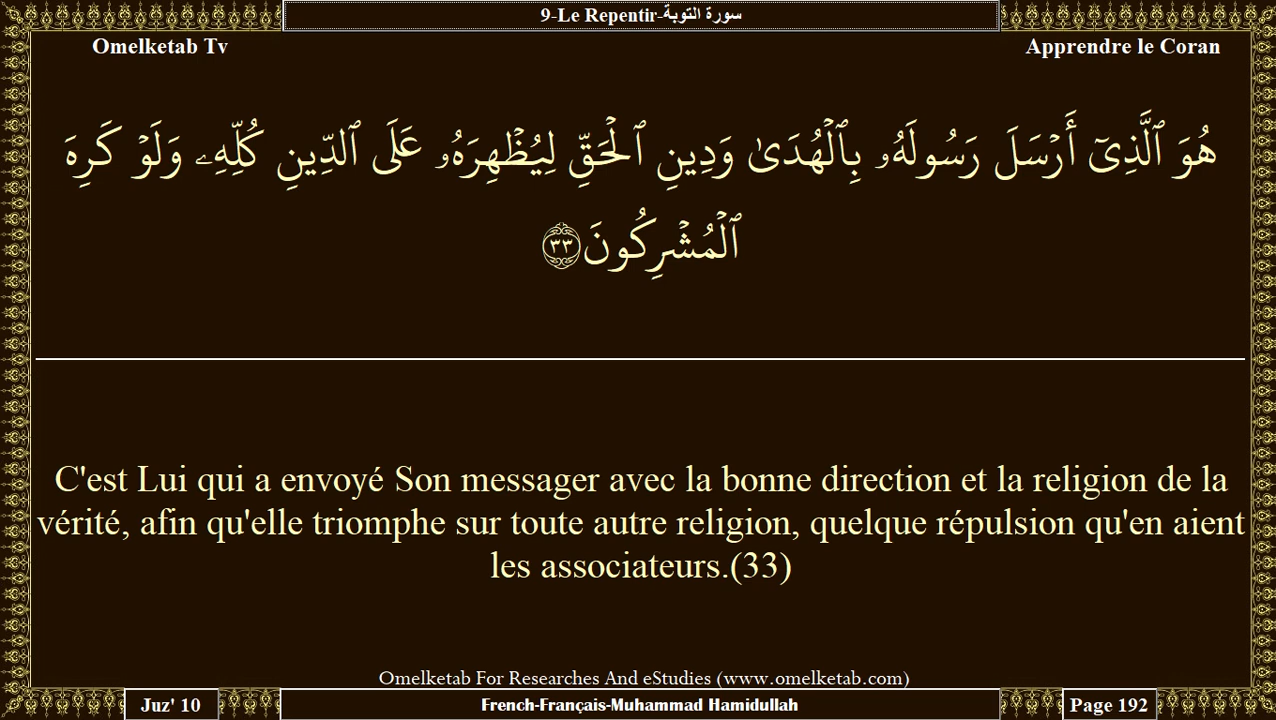 9-Le Repentir-سورة التوبة
Omelketab Tv
Apprendre le Coran
هُوَ ٱلَّذِىٓ أَرْسَلَ رَسُولَهُۥ بِٱلْهُدَىٰ وَدِينِ ٱلْحَقِّ لِيُظْهِرَهُۥ عَلَى ٱلدِّينِ كُلِّهِۦ وَلَوْ كَرِهَ
ٱلْمُشْرِكُونَ ٣٣
C'est Lui qui a envoyé Son messager avec la bonne direction et la religion de la
vérité, afin qu'elle triomphe sur toute autre religion, quelque répulsion qu'en aient
les associateurs.(33)
Omelketab For Researches And eStudies (www.omelketab.com)
Juz' 10
French-Français-Muhammad Hamidullah
Page 192